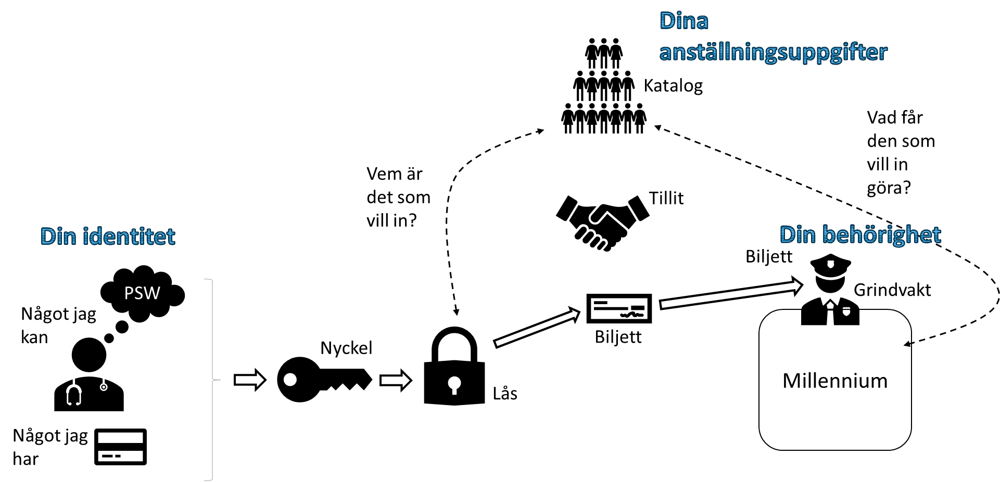 Dina
anställningsuppgifter
Katalog
Vad får
den som
vill in
göra?
Vem är
det som
vill in?
Tillit
Din identitet
Din behörighet
Biljett
PSW
Grindvakt
Något jag
kan
Biljett
Nyckel
Lås
Millennium
Något jag
har